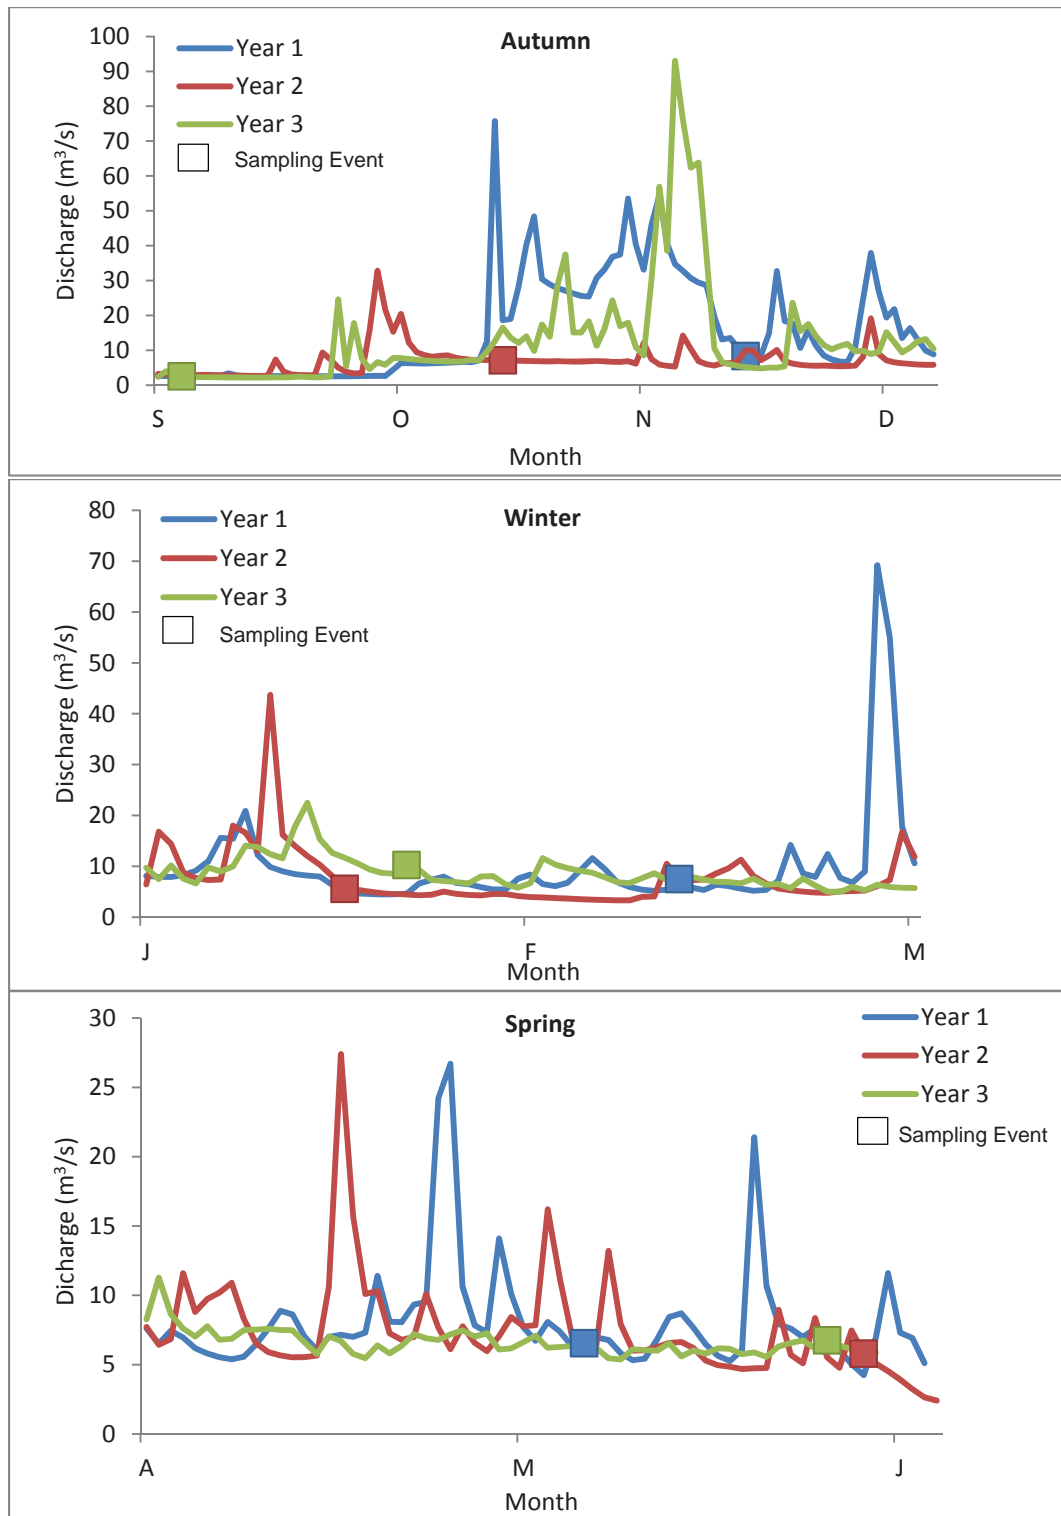 Autumn
Year 1
Year 2
Year 3
Sampling Event
Discharge (m³/s)
100
90
80
70
60
50
40
30
20
10
0
S O N D
Month
Winter
Year 1
Year 2
Year 3
Sampling Event
Discharge (m³/s)
80
70
60
50
40
30
20
10
0
J F M
Month
Spring
Year 1
Year 2
Year 3
Sampling Event
Dicharge (m³/s)
30
25
20
15
10
5
0
A M J
Month